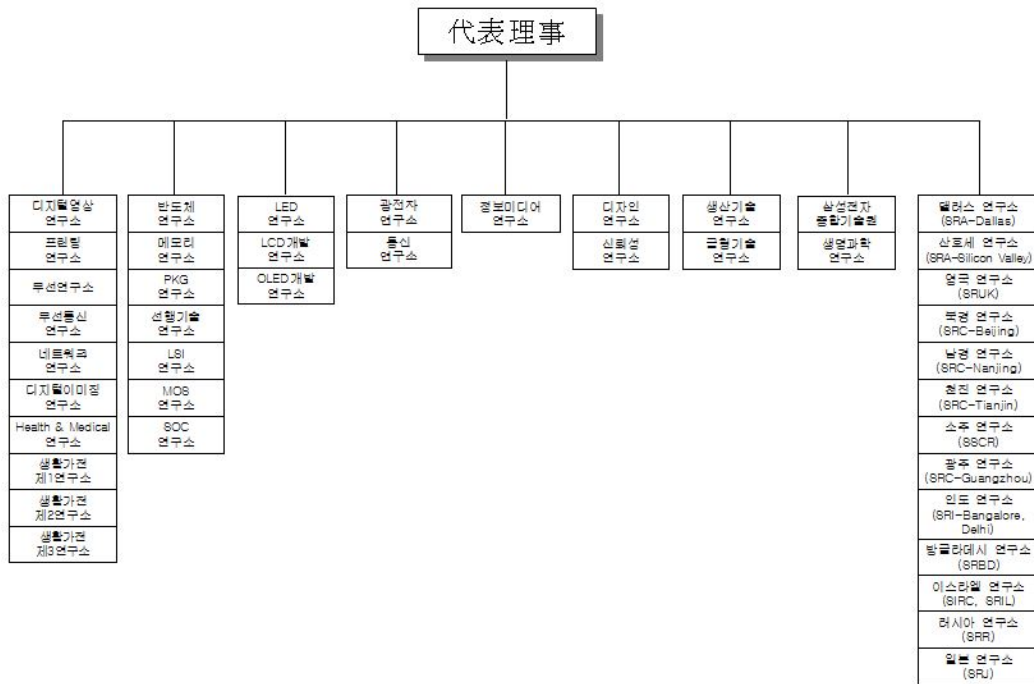 代表理事
디지털영상
연구소
프린팅
연구소
무선연구소
무선통신
연구소
네트워크
연구소
디지털이미징
연구소
Health & Medical
연구소
생활가전
제1연구소
생활가전
제2연구소
생활가전
제3연구소
반도체
연구소
메모리
연구소
PKG
연구소
선행기술
연구소
LSI
연구소
MOS
연구소
SOC
연구소
LED
연구소
LCD개발
연구소
OLED개발
연구소
광전자
연구소
통신
연구소
정보미디어
연구소
디자인
연구소
신뢰성
연구소
생산기술
연구소
금형기술
연구소
삼성전자
종합기술원
생명과학
연구소
댈러스 연구소
(SRA-Dallas)
산호세 연구소
(SRA-Silicon Valley)
영국 연구소
(SRUK)
북경 연구소
(SRC-Beijing)
남경 연구소
(SRC-Nanjing)
천진 연구소
(SRC-Tianjin)
소주 연구소
(SSCR)
광주 연구소
(SRC-Guangzhou)
인도 연구소
(SRI-Bangalore,
Delhi)
방글라데시 연구소
(SRBD)
이스라엘 연구소
(SIRC, SRIL)
러시아 연구소
(SRR)
일본 연구소
(SRJ)